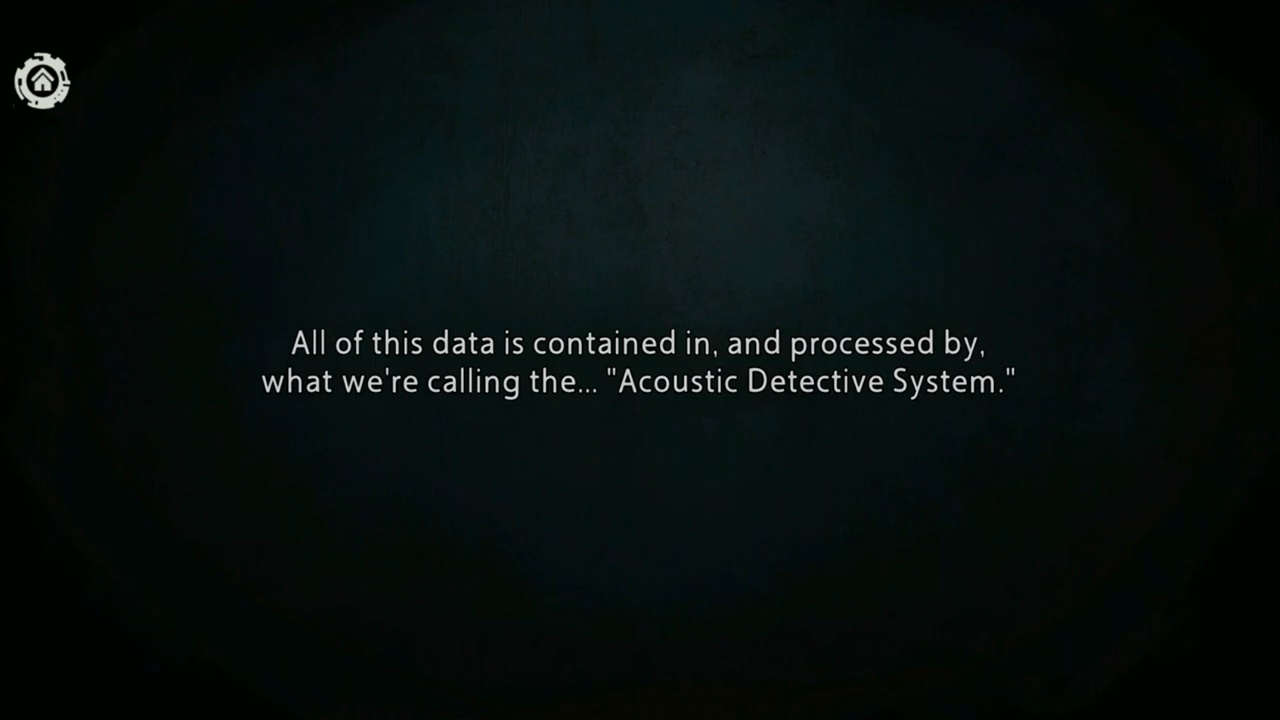 All of this data is contained in, and processed by,
what we're calling the... "Acoustic Detective System."